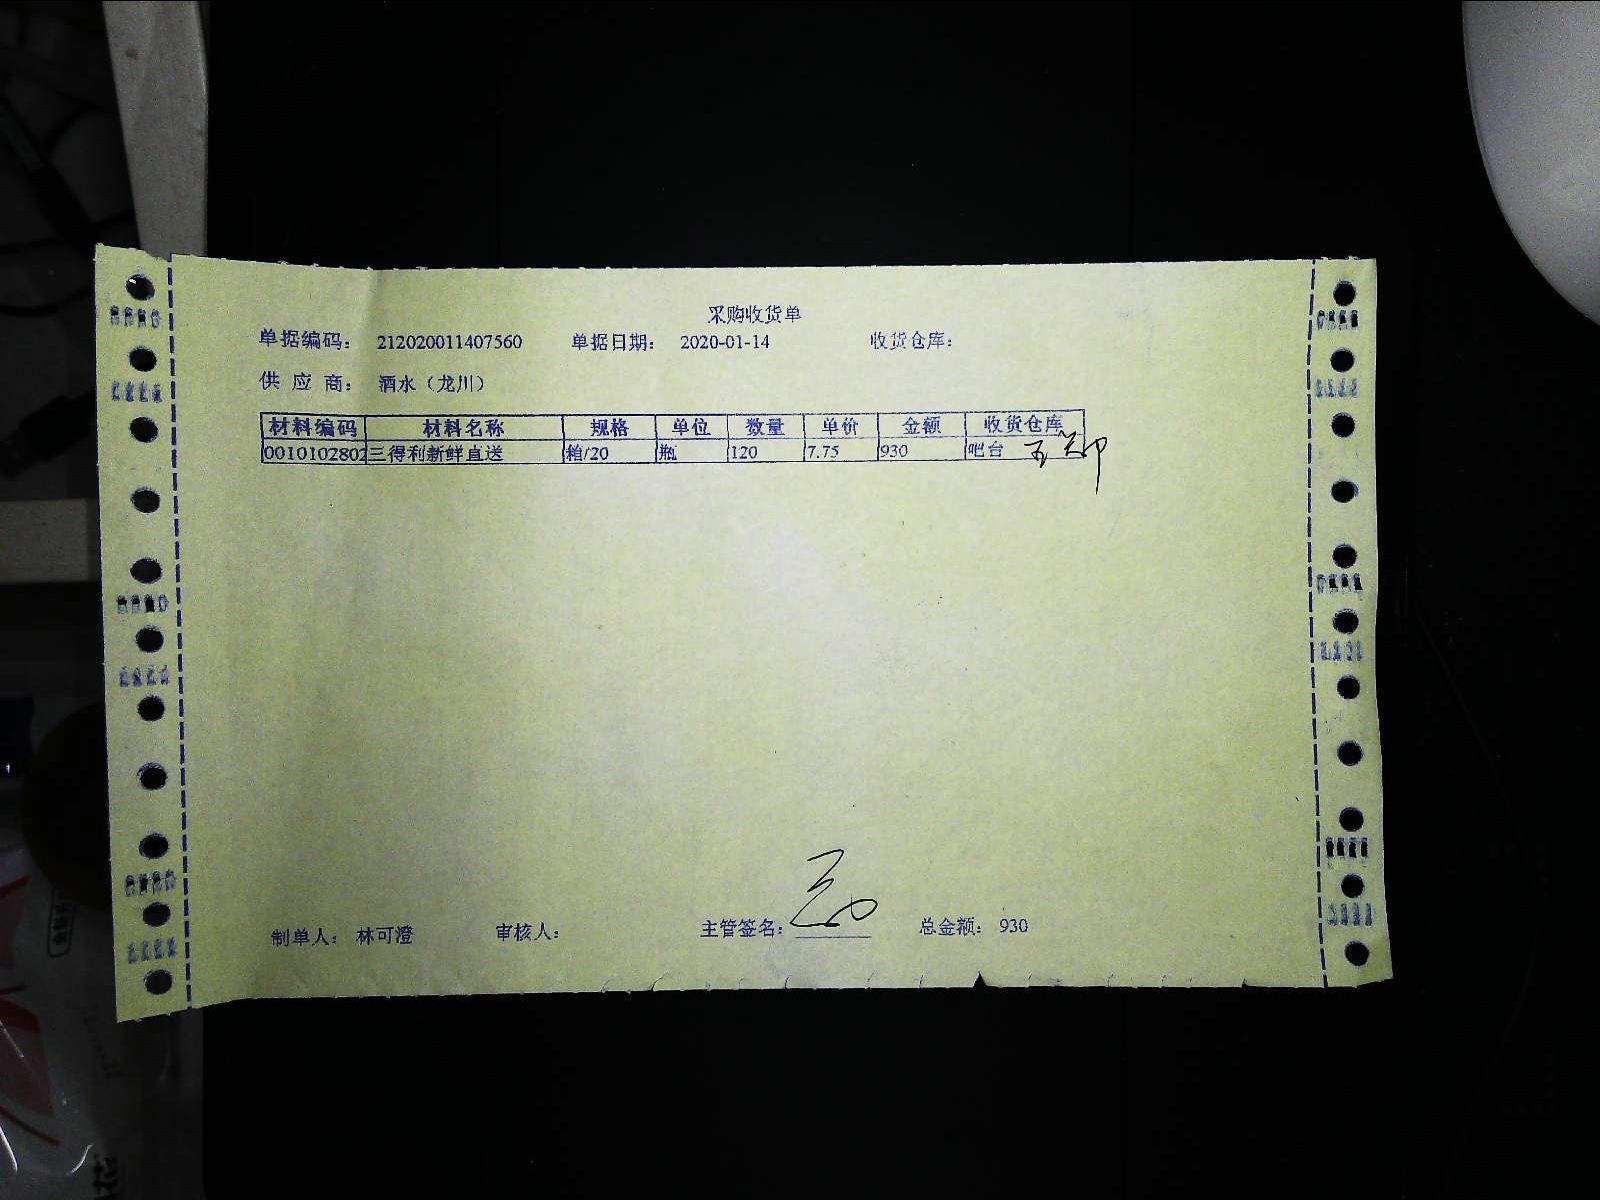 采购收货单
单据编码: 212020011407560 单据日期: 2020-01-14 收货仓库:
供 应 商: 酒水（龙川）
材料编码 材料名称 规格 单位 数量 单价 金额 收货仓库
0010102802 三得利新鲜直送 箱/20 瓶 120 7.75 930 吧台
制单人: 林可澄 审核人: 主管签名: 总金额: 930